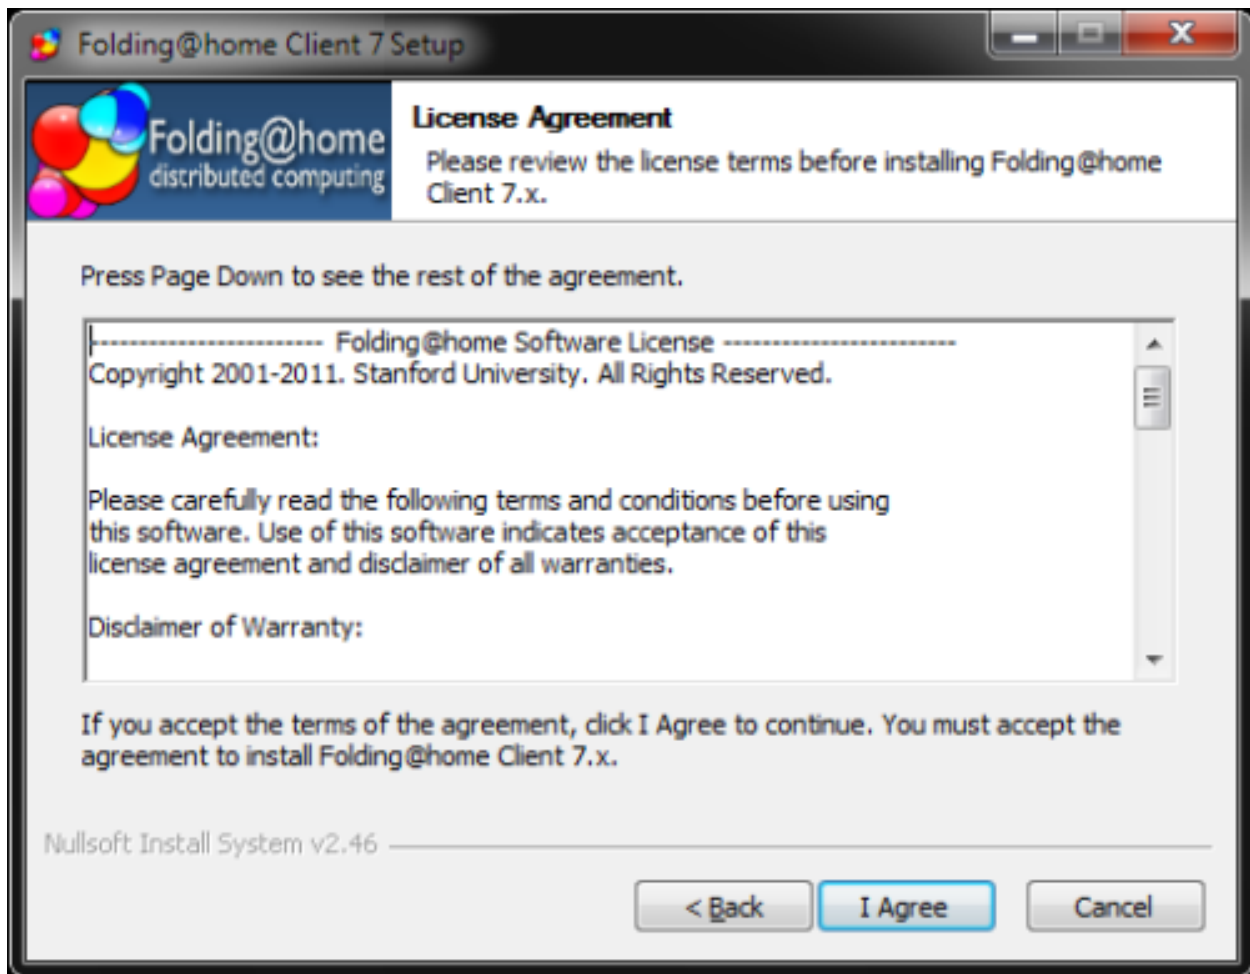 Folding@home Client 7 Setup
Folding@home
distributed computing
License Agreement
Please review the license terms before installing Folding@home
Client 7.x.
Press Page Down to see the rest of the agreement.
------------------------ Folding@home Software License ------------------------
Copyright 2001-2011. Stanford University. All Rights Reserved.
License Agreement:
Please carefully read the following terms and conditions before using
this software. Use of this software indicates acceptance of this
license agreement and disclaimer of all warranties.
Disclaimer of Warranty:
If you accept the terms of the agreement, click I Agree to continue. You must accept the
agreement to install Folding@home Client 7.x.
Nullsoft Install System v2.46
< Back
I Agree
Cancel